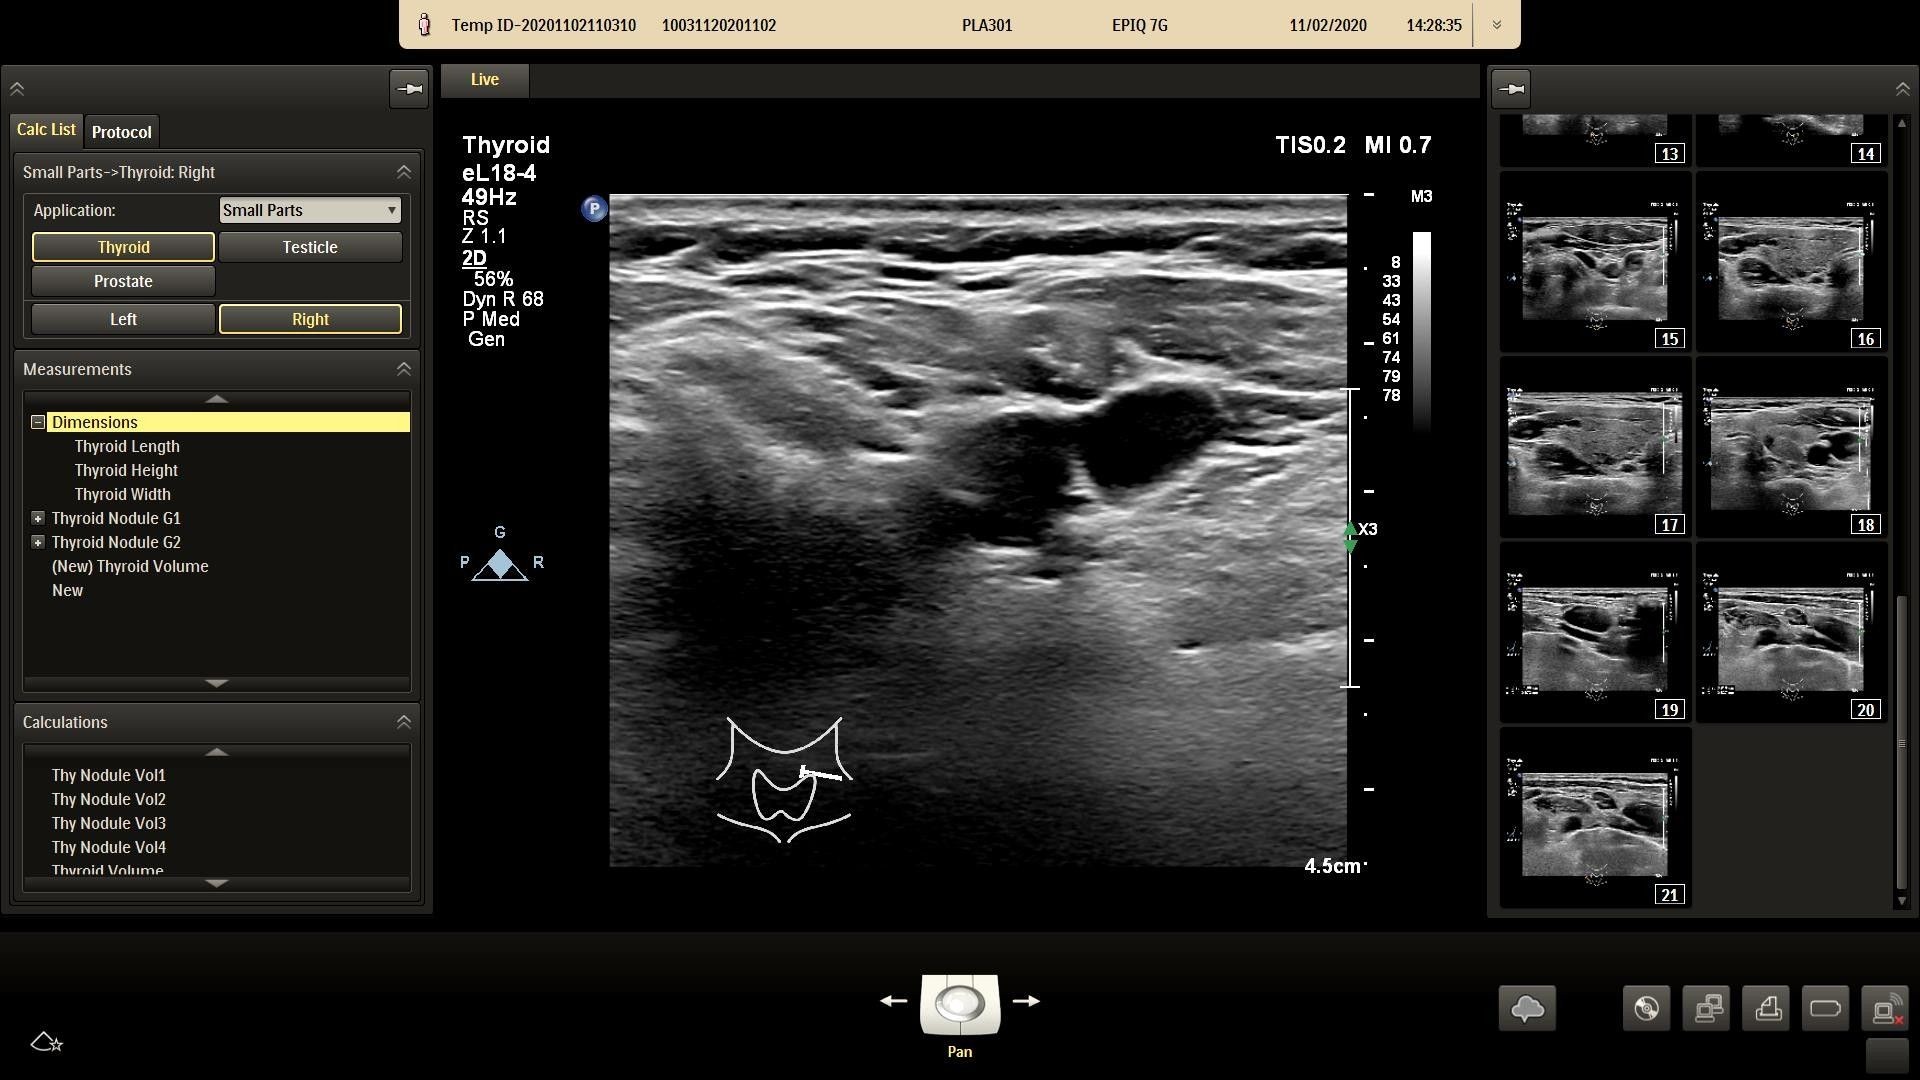 Temp ID-20201102110310 10031120201102 PLA301 EPIQ 7G 11/02/2020 14:28:35
Live
Calc List Protocol
Small Parts->Thyroid: Right
Application: Small Parts
Thyroid Testicle
Prostate
Left Right
Measurements
Dimensions
Thyroid Length
Thyroid Height
Thyroid Width
Thyroid Nodule G1
Thyroid Nodule G2
(New) Thyroid Volume
New
Calculations
Thy Nodule Vol1
Thy Nodule Vol2
Thy Nodule Vol3
Thy Nodule Vol4
Thyroid Volume
Thyroid TIS0.2 MI 0.7
eL18-4
49Hz
RS
Z 1.1
2D
56%
Dyn R 68
P Med
Gen
P
M3
8
33
43
54
61
74
79
78
G
P R
X3
4.5cm
13 14
15 16
17 18
19 20
21
Pan